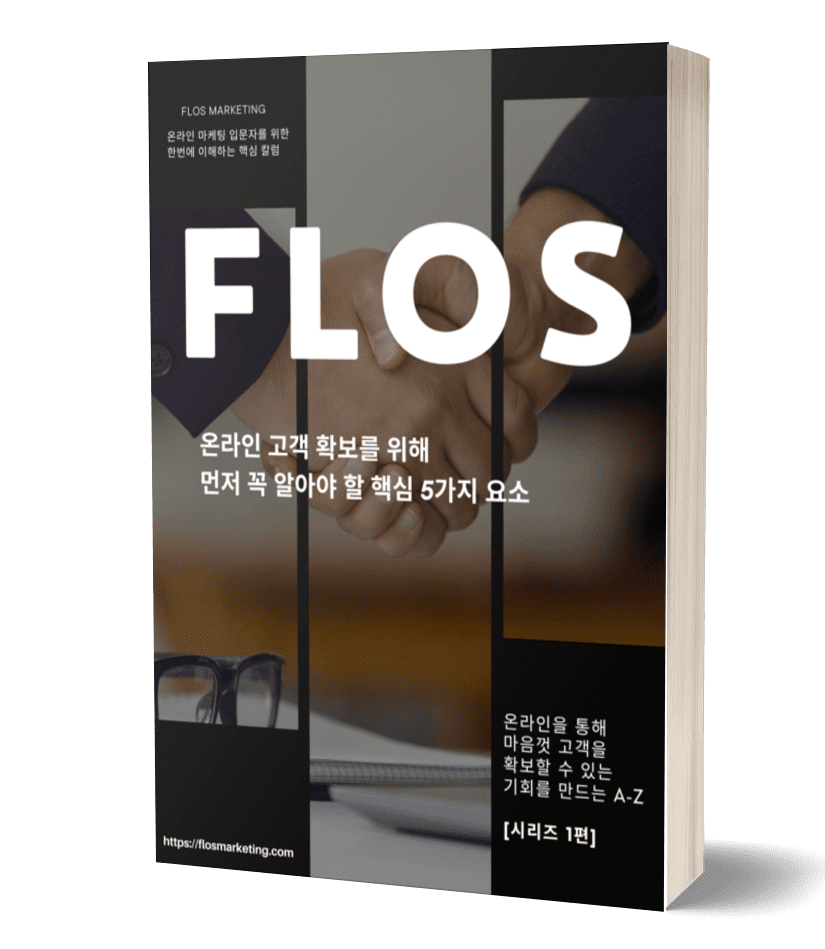 FLOS MARKETING
온라인 마케팅 입문자를 위한
한번에 이해하는 핵심 칼럼
FLOS
온라인 고객 확보를 위해
먼저 꼭 알아야 할 핵심 5가지 요소
온라인을 통해
마음껏 고객을
확보할 수 있는
기회를 만드는 A-Z
[시리즈 1편]
https://flosmarketing.com